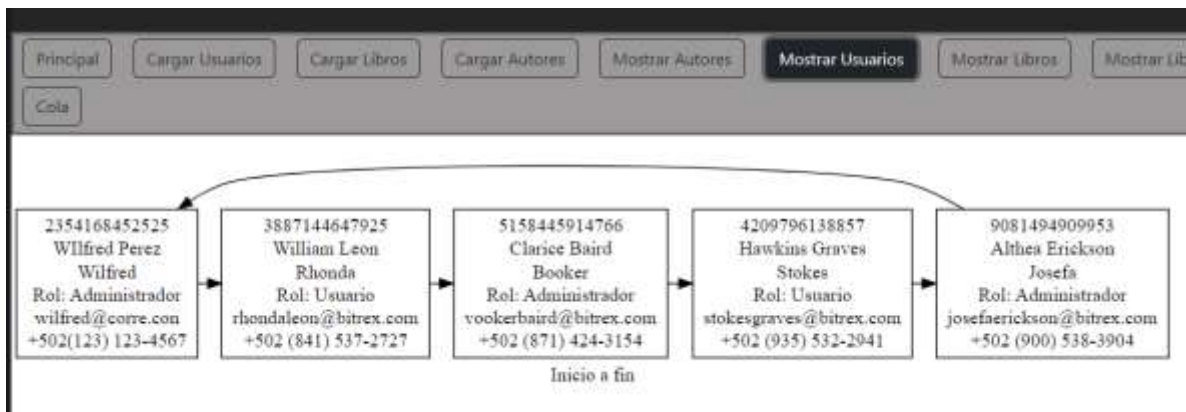 Principal
Cargar Usuarios
Cargar Libros
Cargar Autores
Mostrar Autores
Mostrar Usuarios
Mostrar Libros
Mostrar Lib
Cola
2354168452525
WIlfred Perez
Wilfred
Rol: Administrador
wilfred@corre.con
+502(123) 123-4567
3887144647925
William Leon
Rhonda
Rol: Usuario
rhondaleon@bitrex.com
+502 (841) 537-2727
5158445914766
Clarice Baird
Booker
Rol: Administrador
vookerbaird@bitrex.com
+502 (871) 424-3154
4209796138857
Hawkins Graves
Stokes
Rol: Usuario
stokesgraves@bitrex.com
+502 (935) 532-2941
9081494909953
Althea Erickson
Josefa
Rol: Administrador
josefaerickson@bitrex.com
+502 (900) 538-3904
Inicio a fin